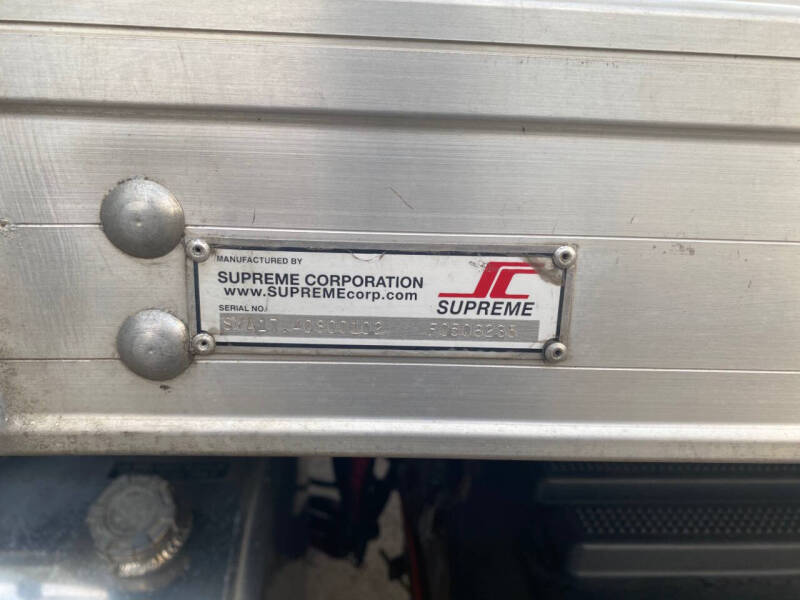 MANUFACTURED BY
SUPREME CORPORATION
www.SUPREMEcorp.com
SUPREME
SERIAL NO.